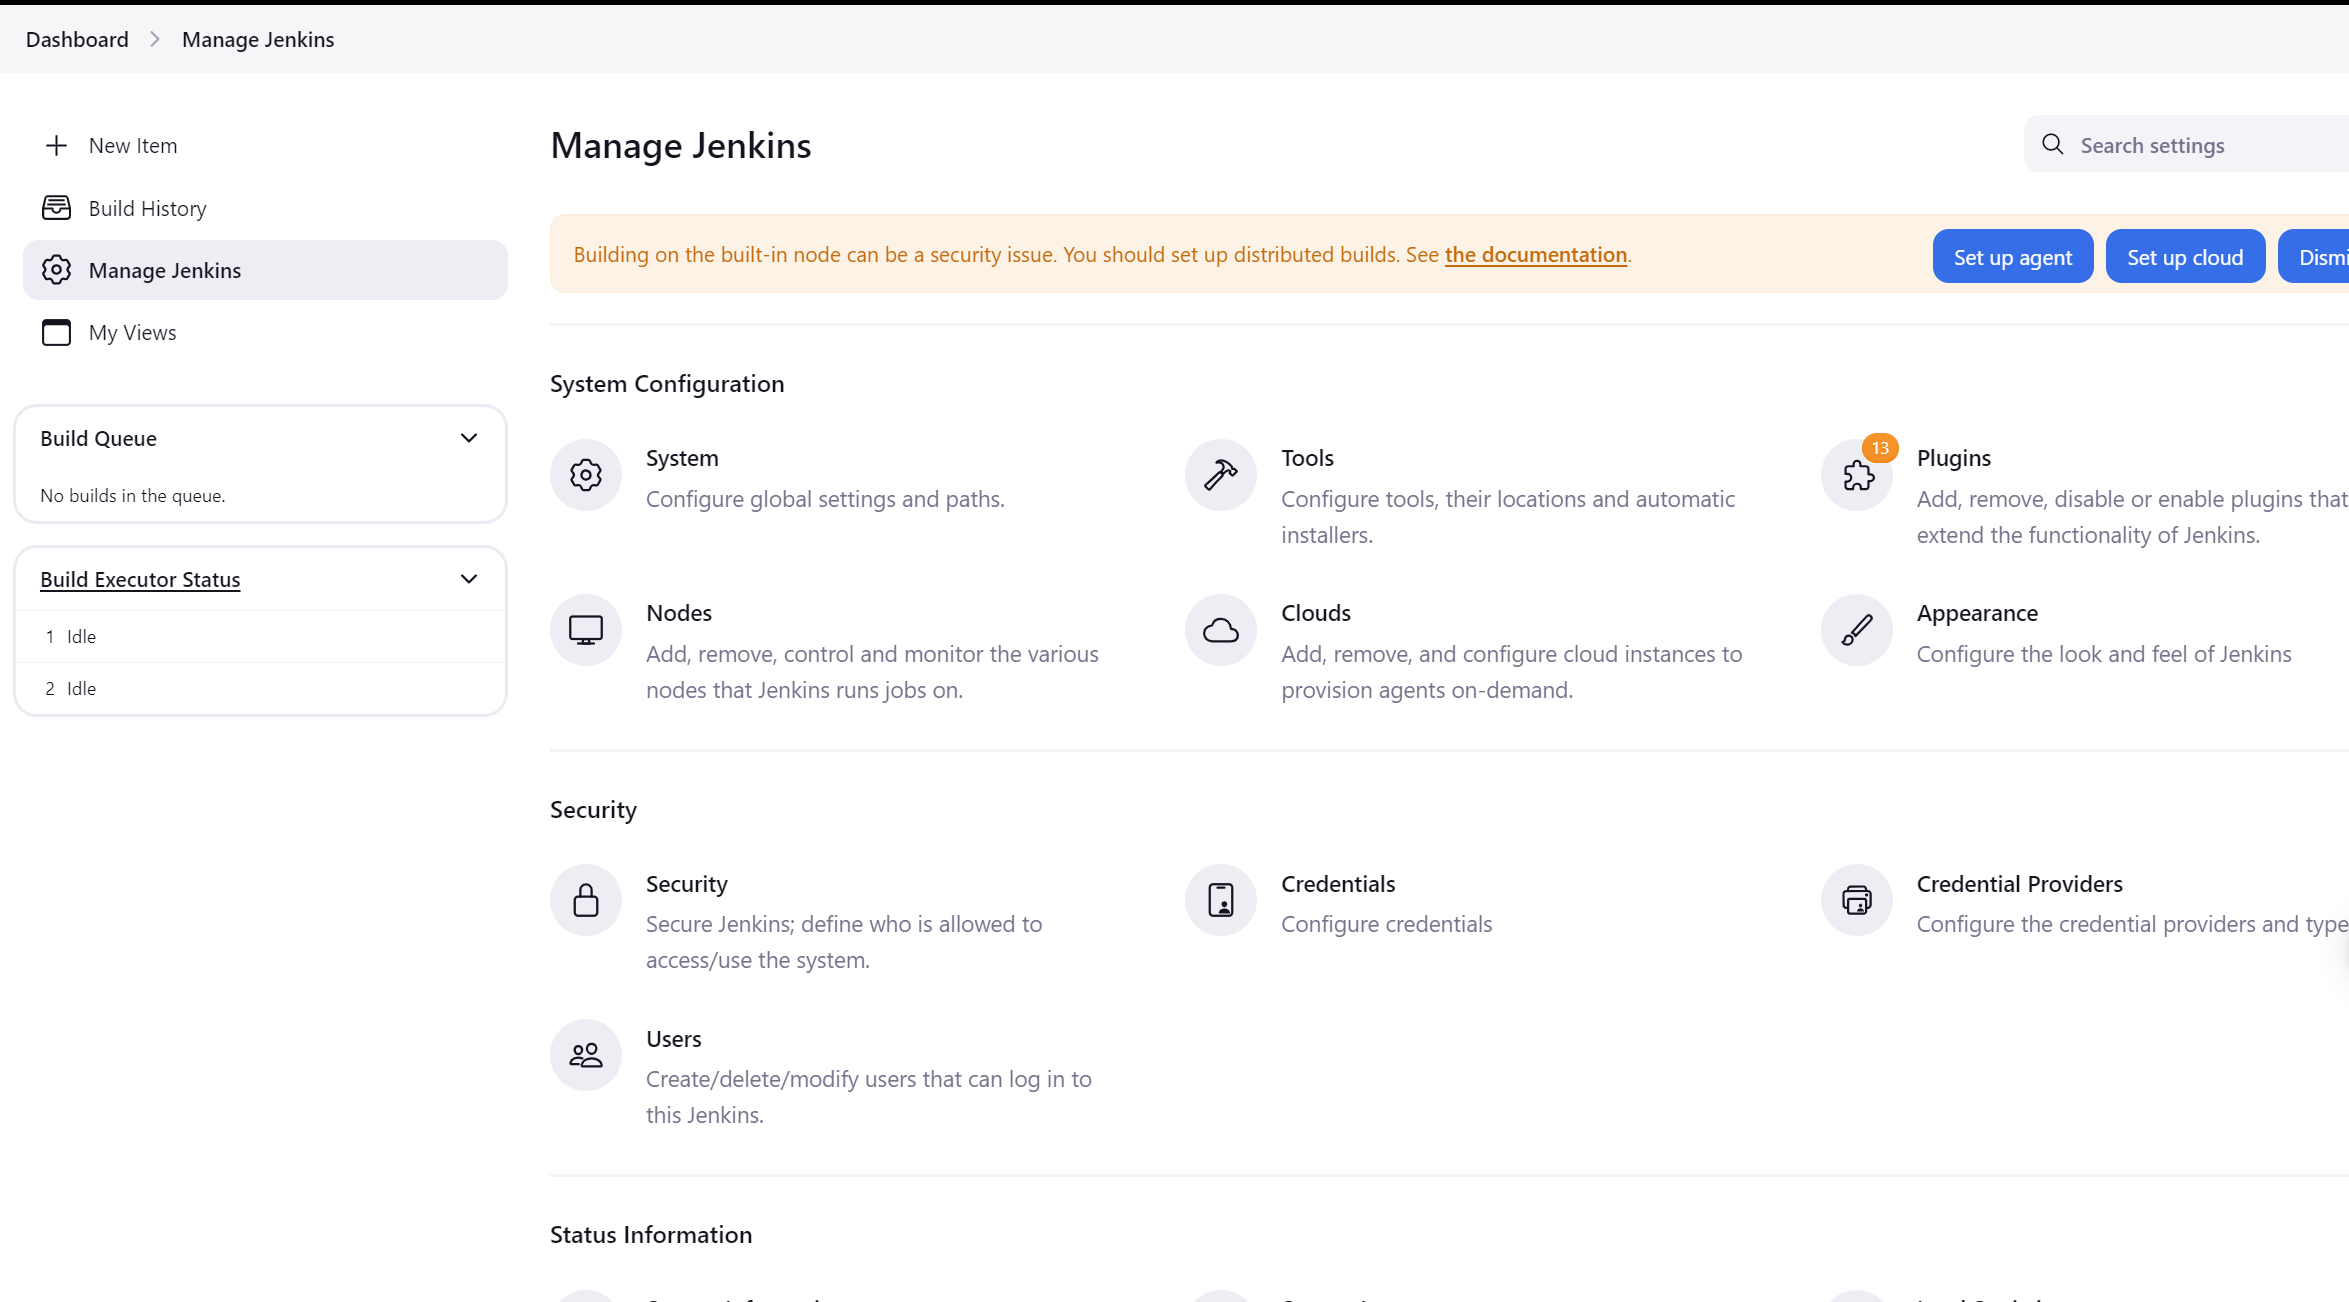 Dashboard > Manage Jenkins
New Item
Build History
Manage Jenkins
My Views
Build Queue
No builds in the queue.
Build Executor Status
1 Idle
2 Idle
Manage Jenkins
Search settings
Building on the built-in node can be a security issue. You should set up distributed builds. See the documentation.
Set up agent
Set up cloud
System Configuration
System
Configure global settings and paths.
Tools
Configure tools, their locations and automatic
installers.
13
Plugins
Add, remove, disable or enable plugins that
extend the functionality of Jenkins.
Nodes
Add, remove, control and monitor the various
nodes that Jenkins runs jobs on.
Clouds
Add, remove, and configure cloud instances to
provision agents on-demand.
Appearance
Configure the look and feel of Jenkins
Security
Security
Secure Jenkins; define who is allowed to
access/use the system.
Credentials
Configure credentials
Credential Providers
Configure the credential providers and type
Users
Create/delete/modify users that can log in to
this Jenkins.
Status Information